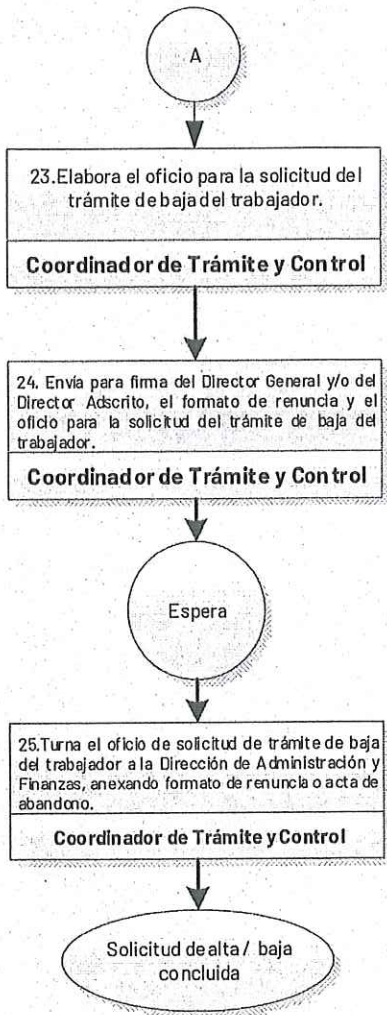 A
23.Elabora el oficio para la solicitud del
trámite de baja del trabajador.
Coordinador de Trámite y Control
24. Envía para firma del Director General y/o del
Director Adscrito, el formato de renuncia y el
oficio para la solicitud del trámite de baja del
trabajador.
Coordinador de Trámite y Control
Espera
25.Turna el oficio de solicitud de trámite de baja
del trabajador a la Dirección de Administración y
Finanzas, anexando formato de renuncia o acta de
abandono.
Coordinador de Trámite y Control
Solicitud de alta / baja
concluida